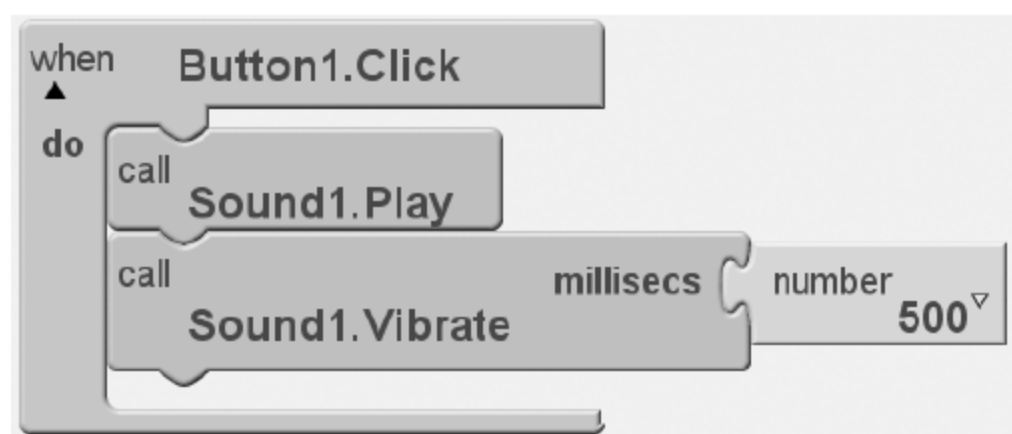 when Button1.Click
do
call
Sound1.Play
call millisecs number
Sound1.Vibrate 500